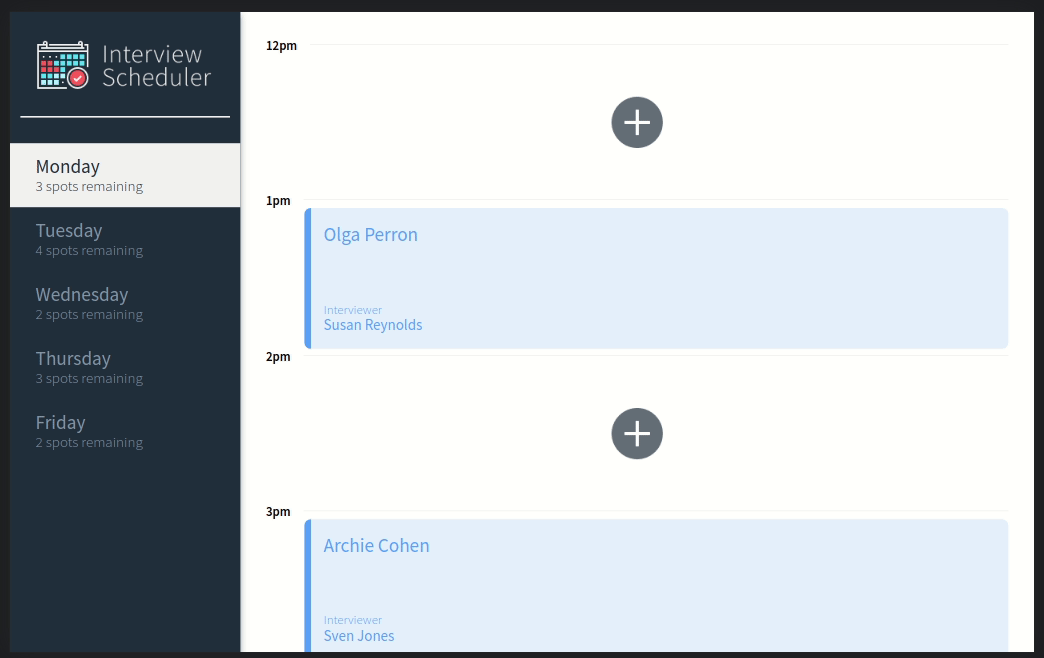 Interview
Scheduler
Monday
3 spots remaining
Tuesday
4 spots remaining
Wednesday
2 spots remaining
Thursday
3 spots remaining
Friday
2 spots remaining
12pm
1pm
Olga Perron
Interviewer
Susan Reynolds
2pm
3pm
Archie Cohen
Interviewer
Sven Jones